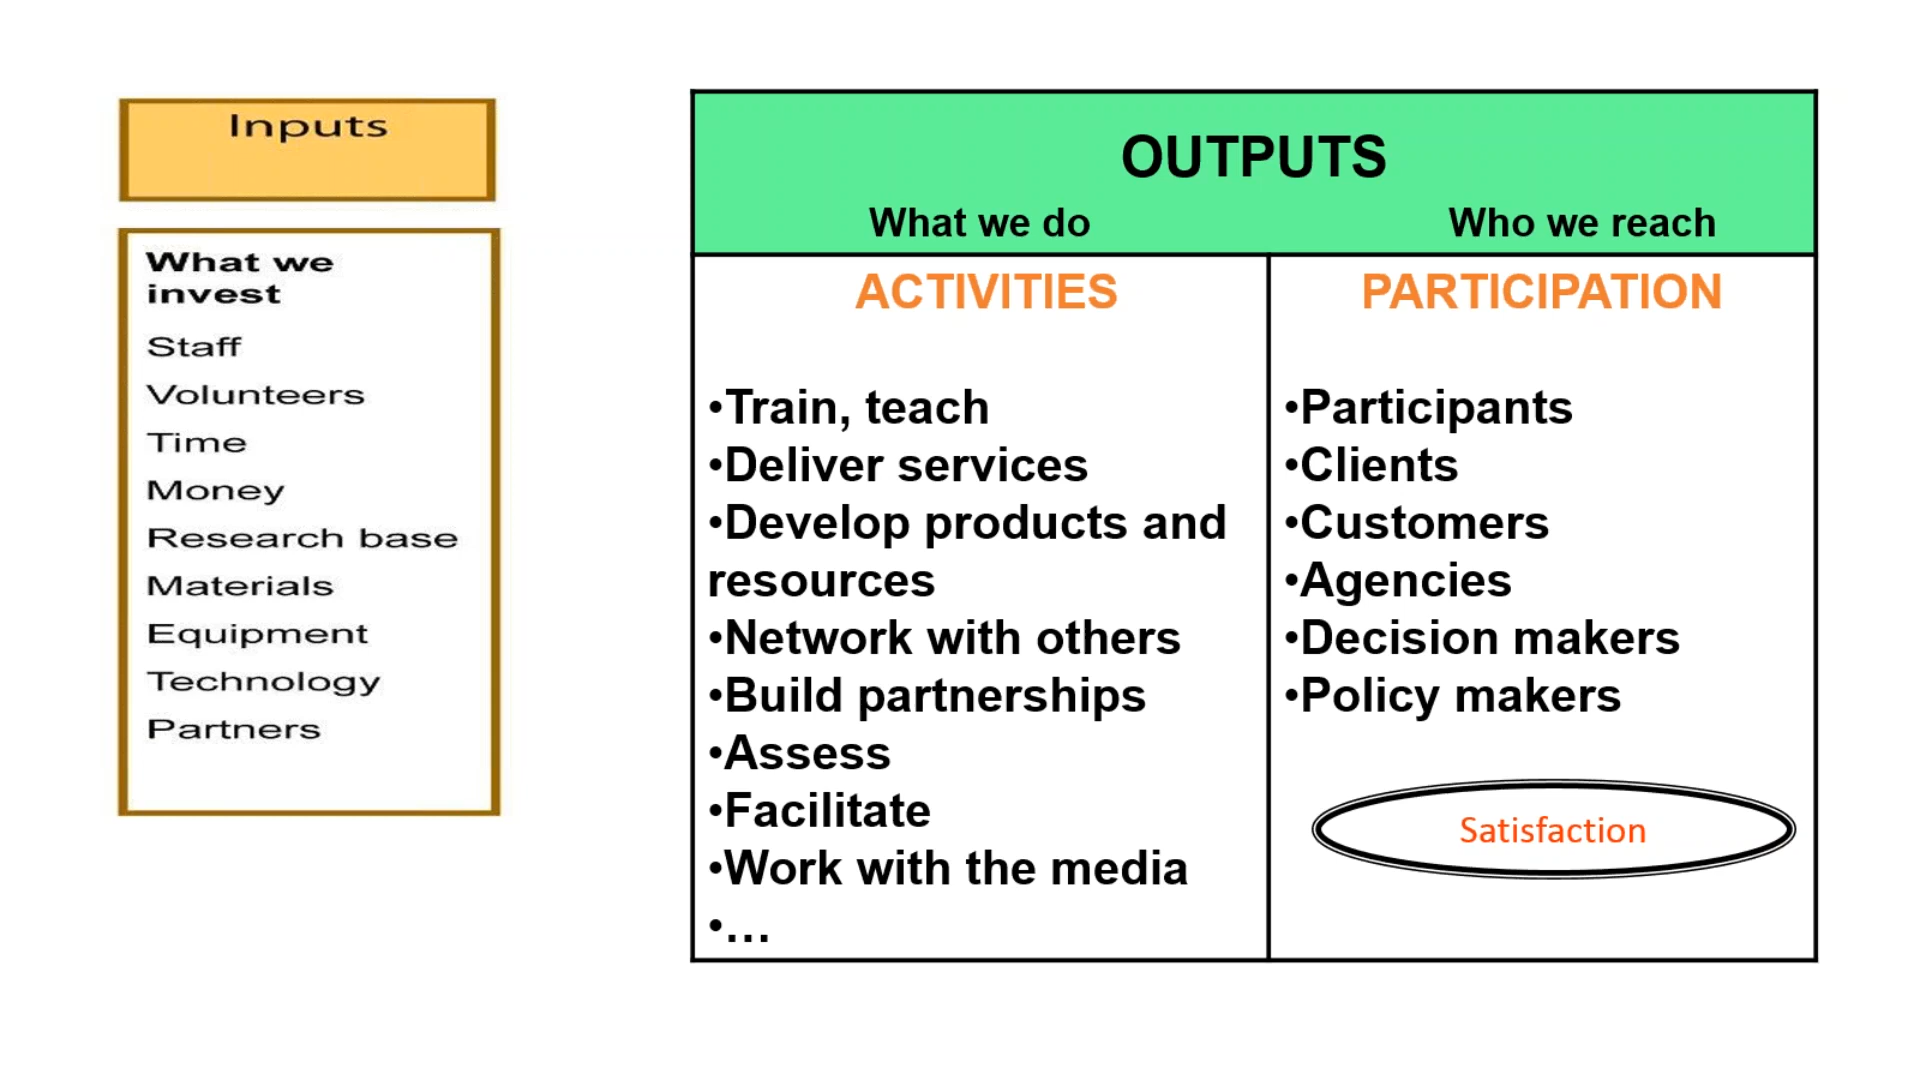 Inputs
What we
invest
Staff
Volunteers
Time
Money
Research base
Materials
Equipment
Technology
Partners
OUTPUTS
What we do
Who we reach
ACTIVITIES
•Train, teach
•Deliver services
•Develop products and
resources
•Network with others
•Build partnerships
•Assess
•Facilitate
•Work with the media
•…
PARTICIPATION
•Participants
•Clients
•Customers
•Agencies
•Decision makers
•Policy makers
Satisfaction